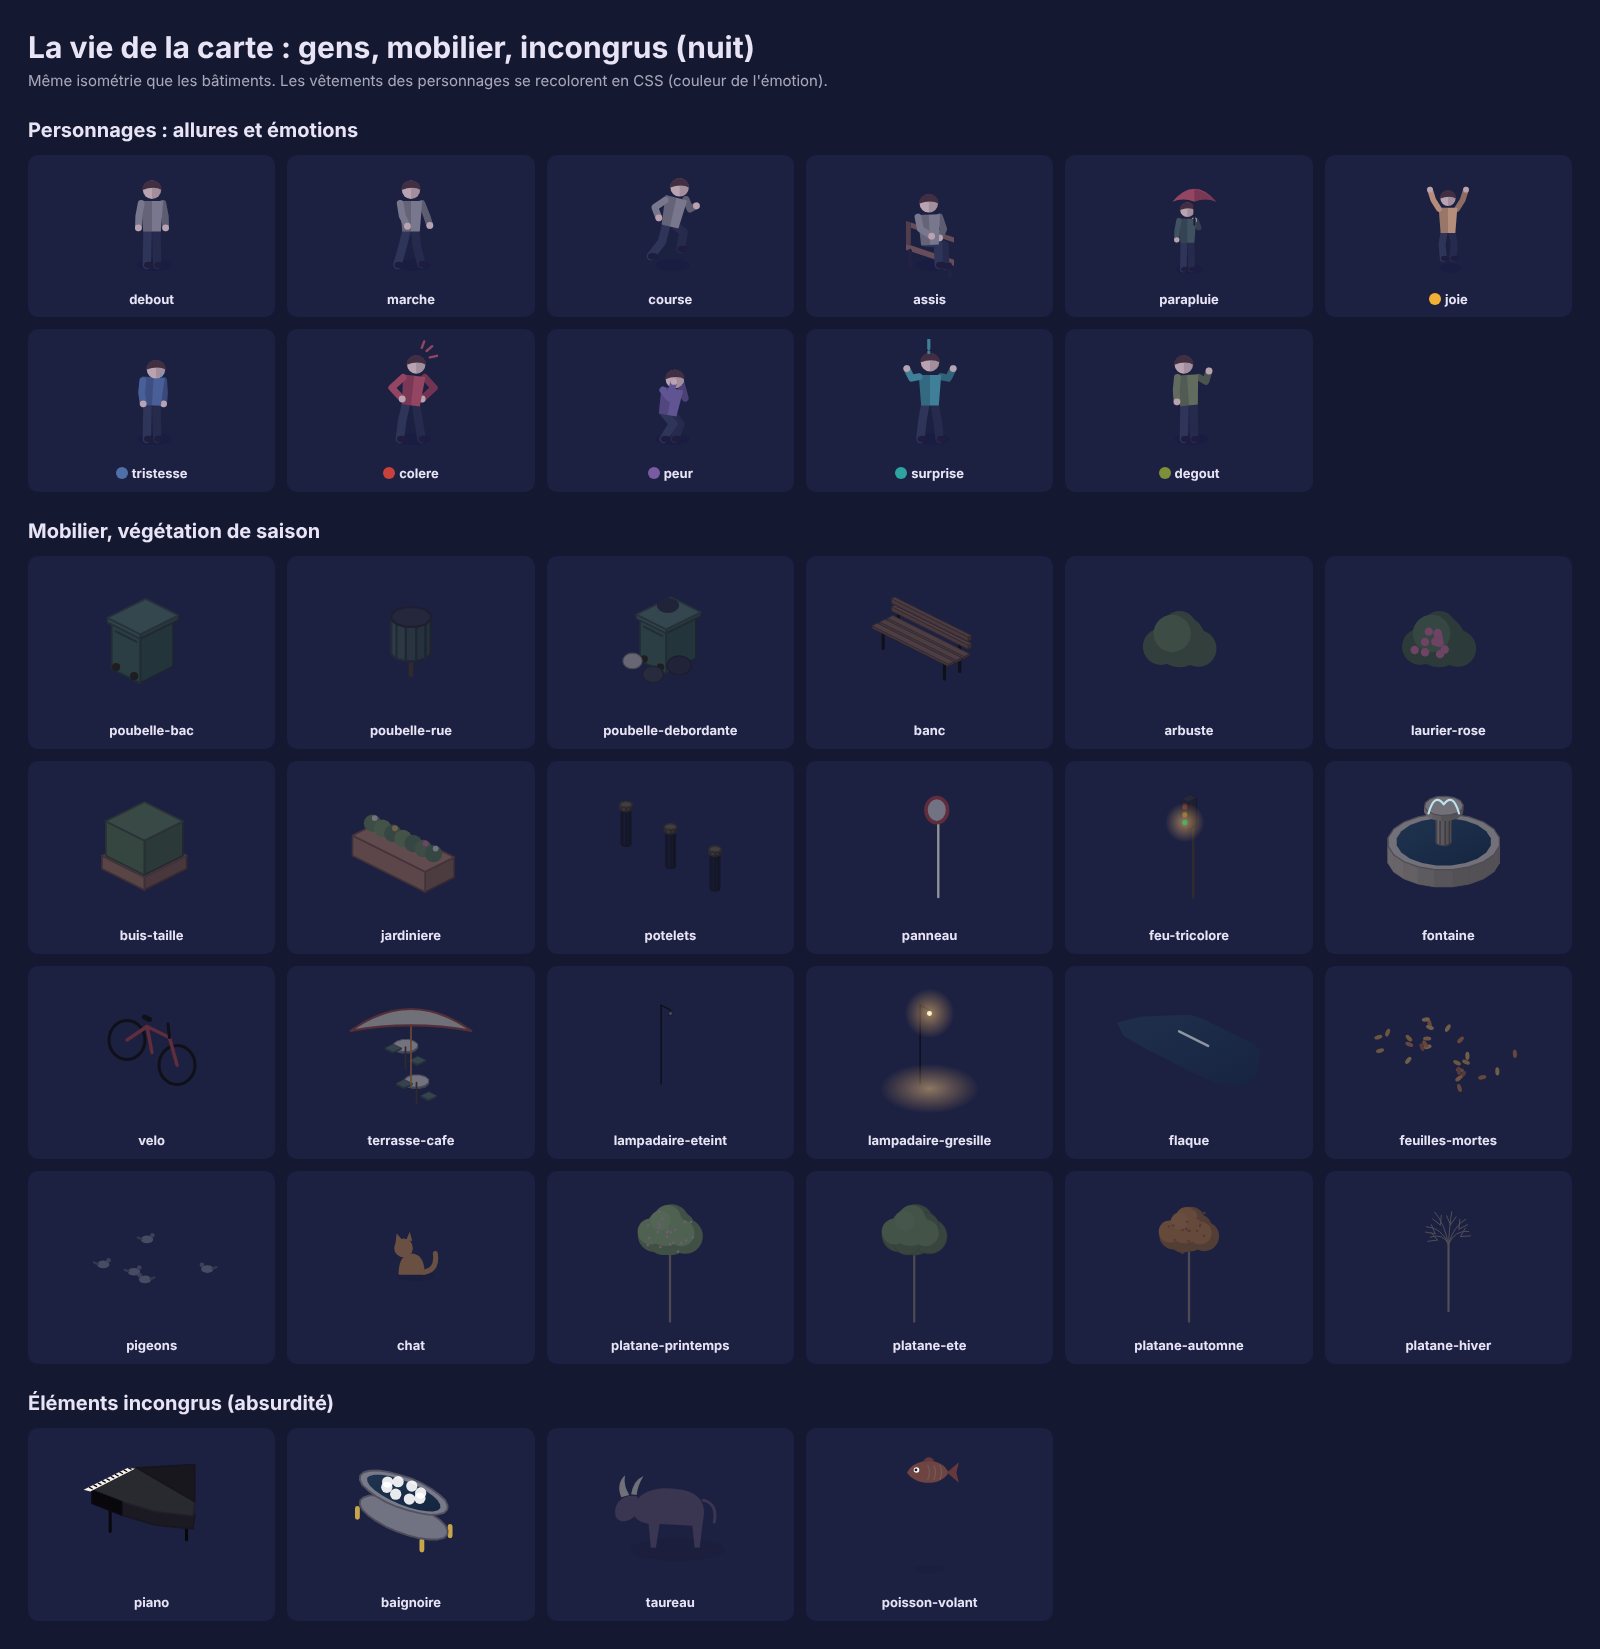 La vie de la carte : gens, mobilier, incongrus (nuit)
Même isométrie que les bâtiments. Les vêtements des personnages se recolorent en CSS (couleur de l'émotion).
Personnages : allures et émotions
debout
marche
course
assis
parapluie
joie
tristesse
colere
peur
surprise
degout
Mobilier, végétation de saison
poubelle-bac
poubelle-rue
poubelle-debordante
banc
arbuste
laurier-rose
buis-taille
jardiniere
potelets
panneau
feu-tricolore
fontaine
velo
terrasse-cafe
lampadaire-eteint
lampadaire-gresille
flaque
feuilles-mortes
pigeons
chat
platane-printemps
platane-ete
platane-automne
platane-hiver
Éléments incongrus (absurdité)
piano
baignoire
taureau
poisson-volant